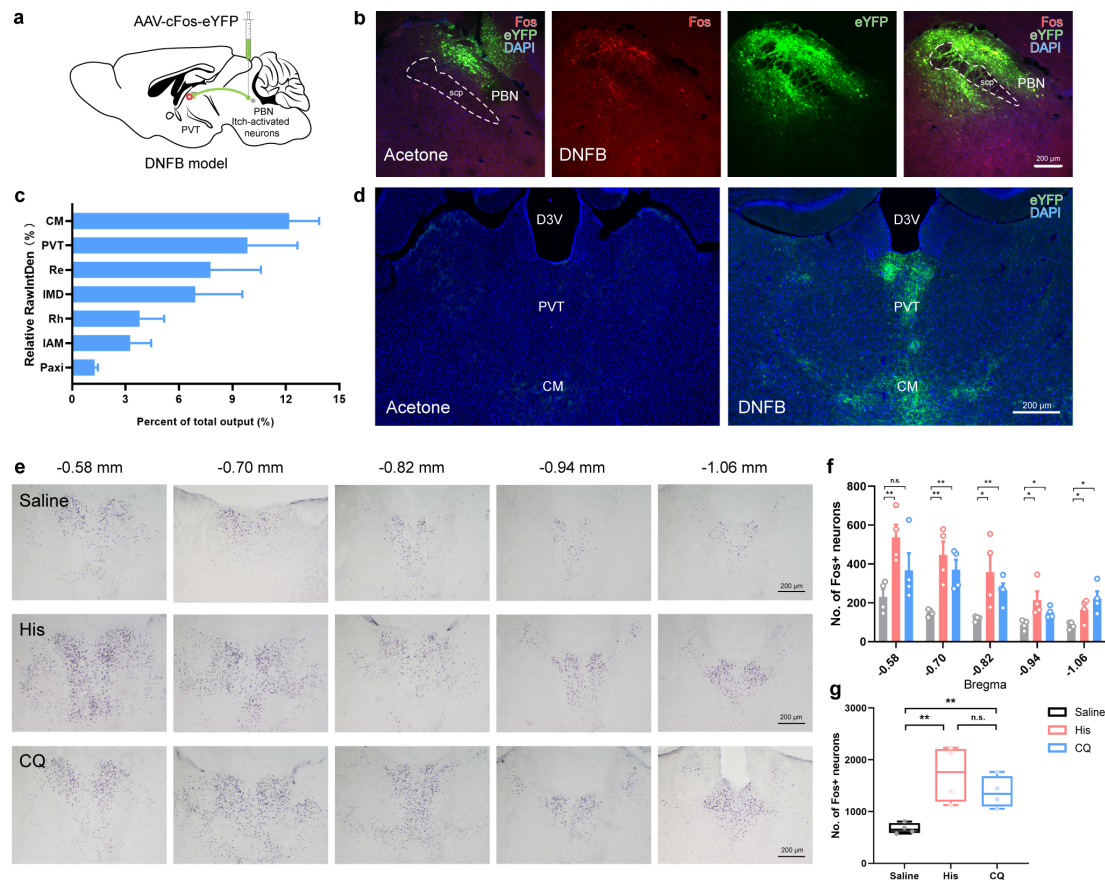 a
AAV-cFos-eYFP
PVT
PBN
Itch-activated
neurons
DNFB model
b
Fos
eYFP
DAPI
scp
PBN
Acetone
Fos
DNFB
eYFP
Fos
eYFP
DAPI
scp
PBN
200 μm
c
Relative RawIntDen (%)
CM
PVT
Re
IMD
Rh
IAM
Paxi
0 3 6 9 12 15
Percent of total output (%)
d
D3V
PVT
CM
Acetone
eYFP
DAPI
D3V
PVT
CM
DNFB
200 μm
e
-0.58 mm -0.70 mm -0.82 mm -0.94 mm -1.06 mm
Saline
200 μm
His
200 μm
CQ
200 μm
f
No. of Fos+ neurons
800
600
400
200
0
n.s. ** ** * *
** ** * * *
-0.58 -0.70 -0.82 -0.94 -1.06
Bregma
g
No. of Fos+ neurons
3000
2000
1000
0
**
** n.s.
Saline His CQ
Saline
His
CQ